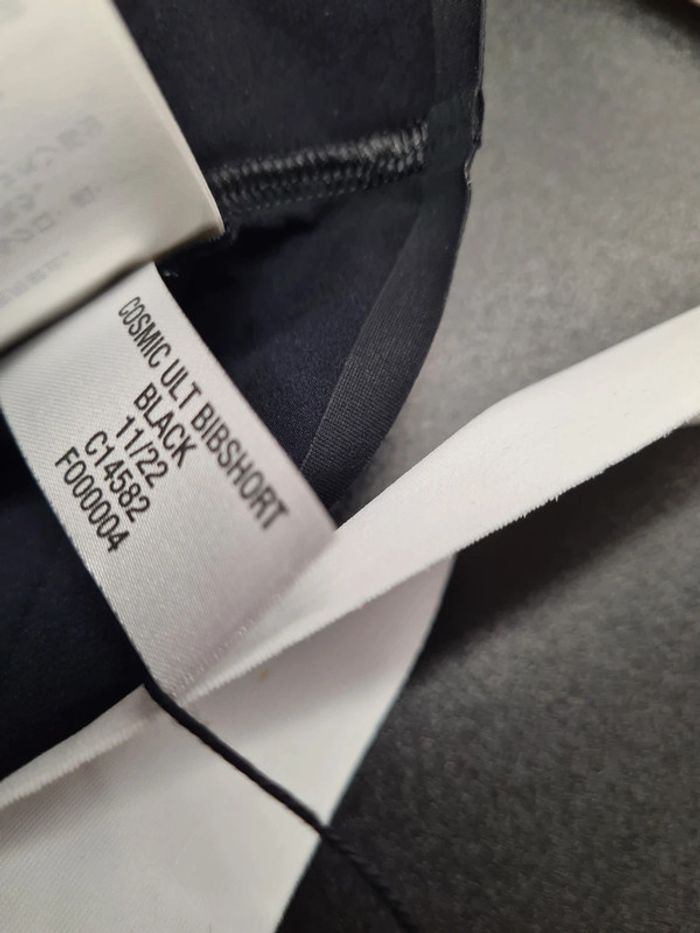 COSMIC ULT BIBSHORT
BLACK
11/22
C14582
F000004